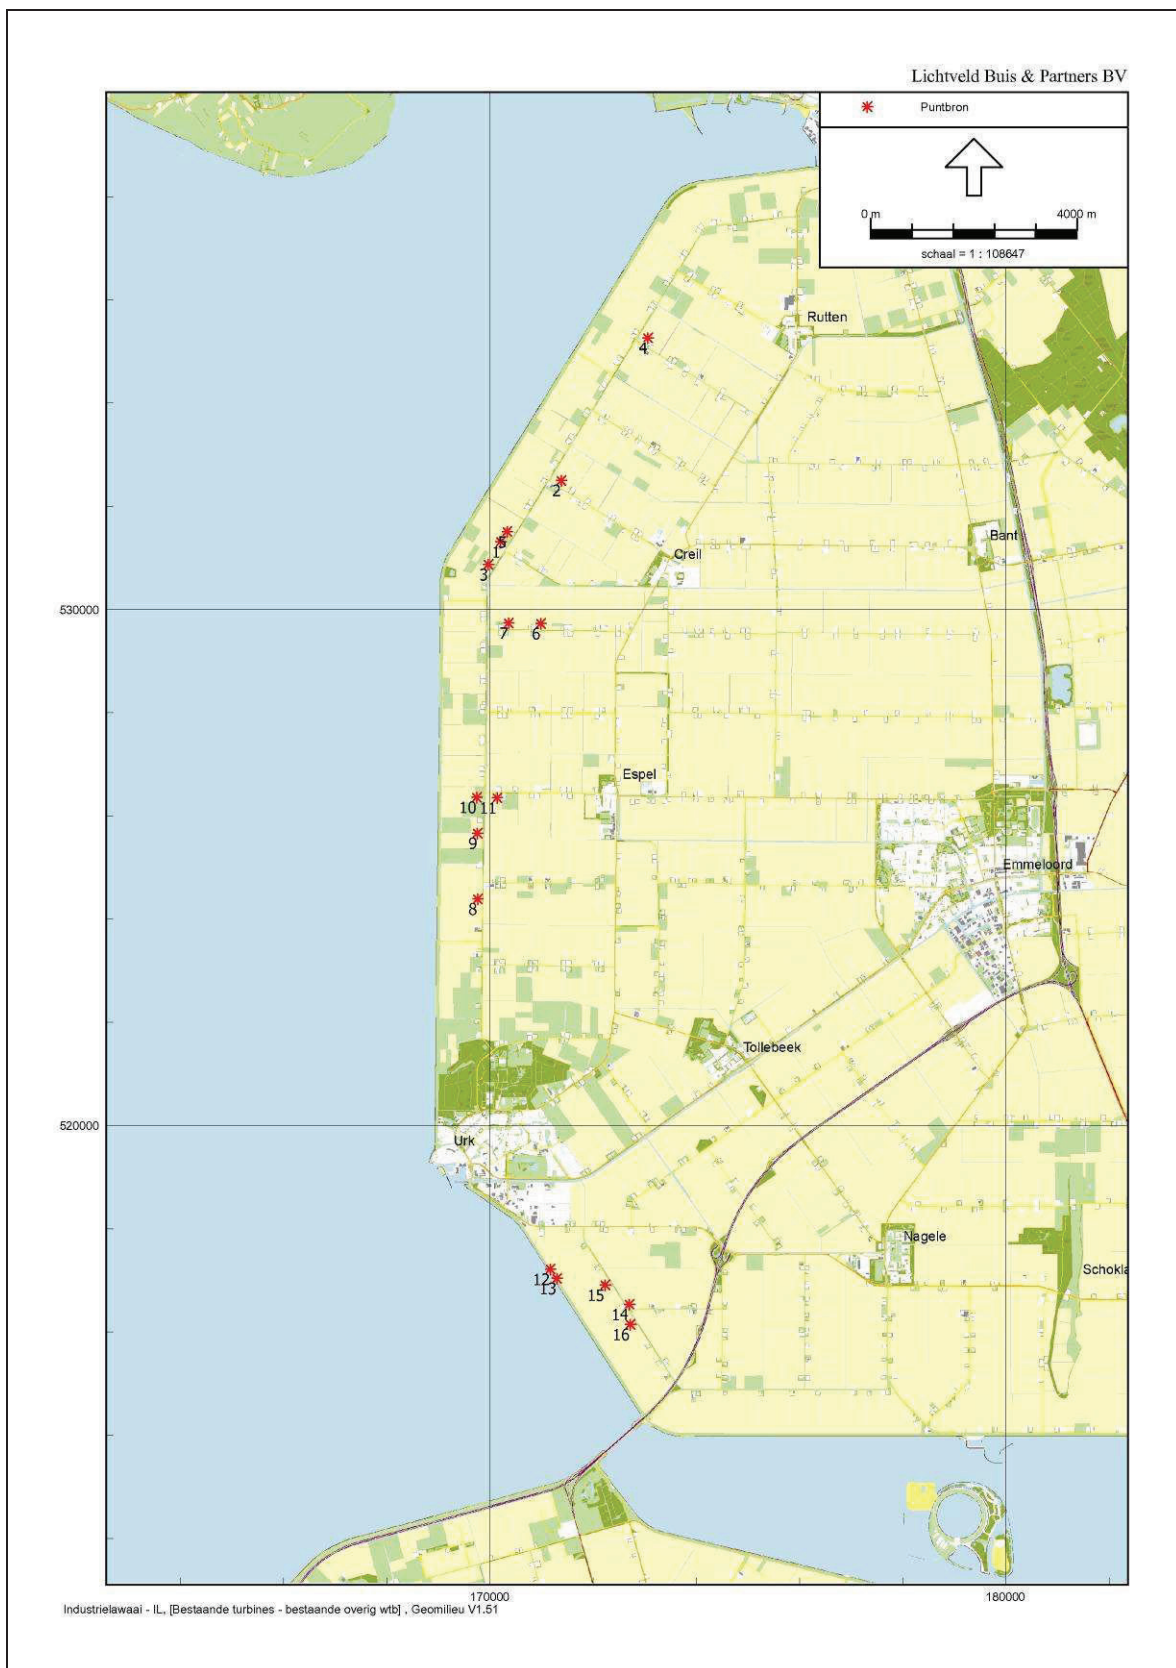 Lichtveld Buis & Partners BV
Puntbron
0 m 4000 m
schaal = 1 : 108647
Rutten
4
2
5
1
3
Creil
Bant
530000
7 6
Espel
10 11
9
Emmeloord
8
Tollebeek
520000
Urk
Nagele
12
13
15
14
16
Schokla
170000 180000
Industrielawaai - IL, [Bestaande turbines - bestaande overig wtb] , Geomilieu V1.51